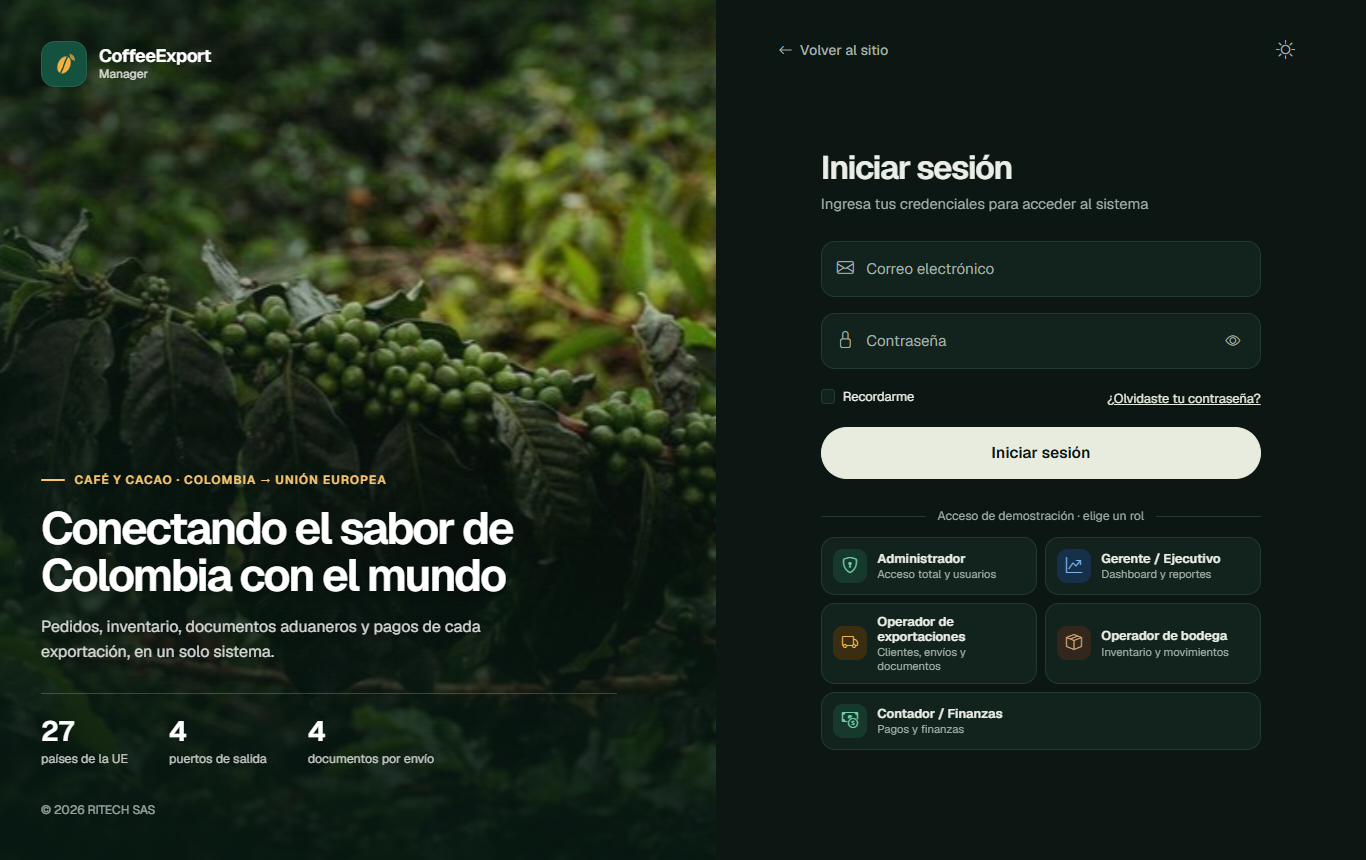 CoffeeExport
Manager
CAFÉ Y CACAO · COLOMBIA → UNIÓN EUROPEA
Conectando el sabor de
Colombia con el mundo
Pedidos, inventario, documentos aduaneros y pagos de cada
exportación, en un solo sistema.
27
países de la UE
4
puertos de salida
4
documentos por envío
© 2026 RITECH SAS
← Volver al sitio
Iniciar sesión
Ingresa tus credenciales para acceder al sistema
Correo electrónico
Contraseña
Recordarme
¿Olvidaste tu contraseña?
Iniciar sesión
Acceso de demostración · elige un rol
Administrador
Acceso total y usuarios
Gerente / Ejecutivo
Dashboard y reportes
Operador de
exportaciones
Clientes, envíos y
documentos
Operador de bodega
Inventario y movimientos
Contador / Finanzas
Pagos y finanzas